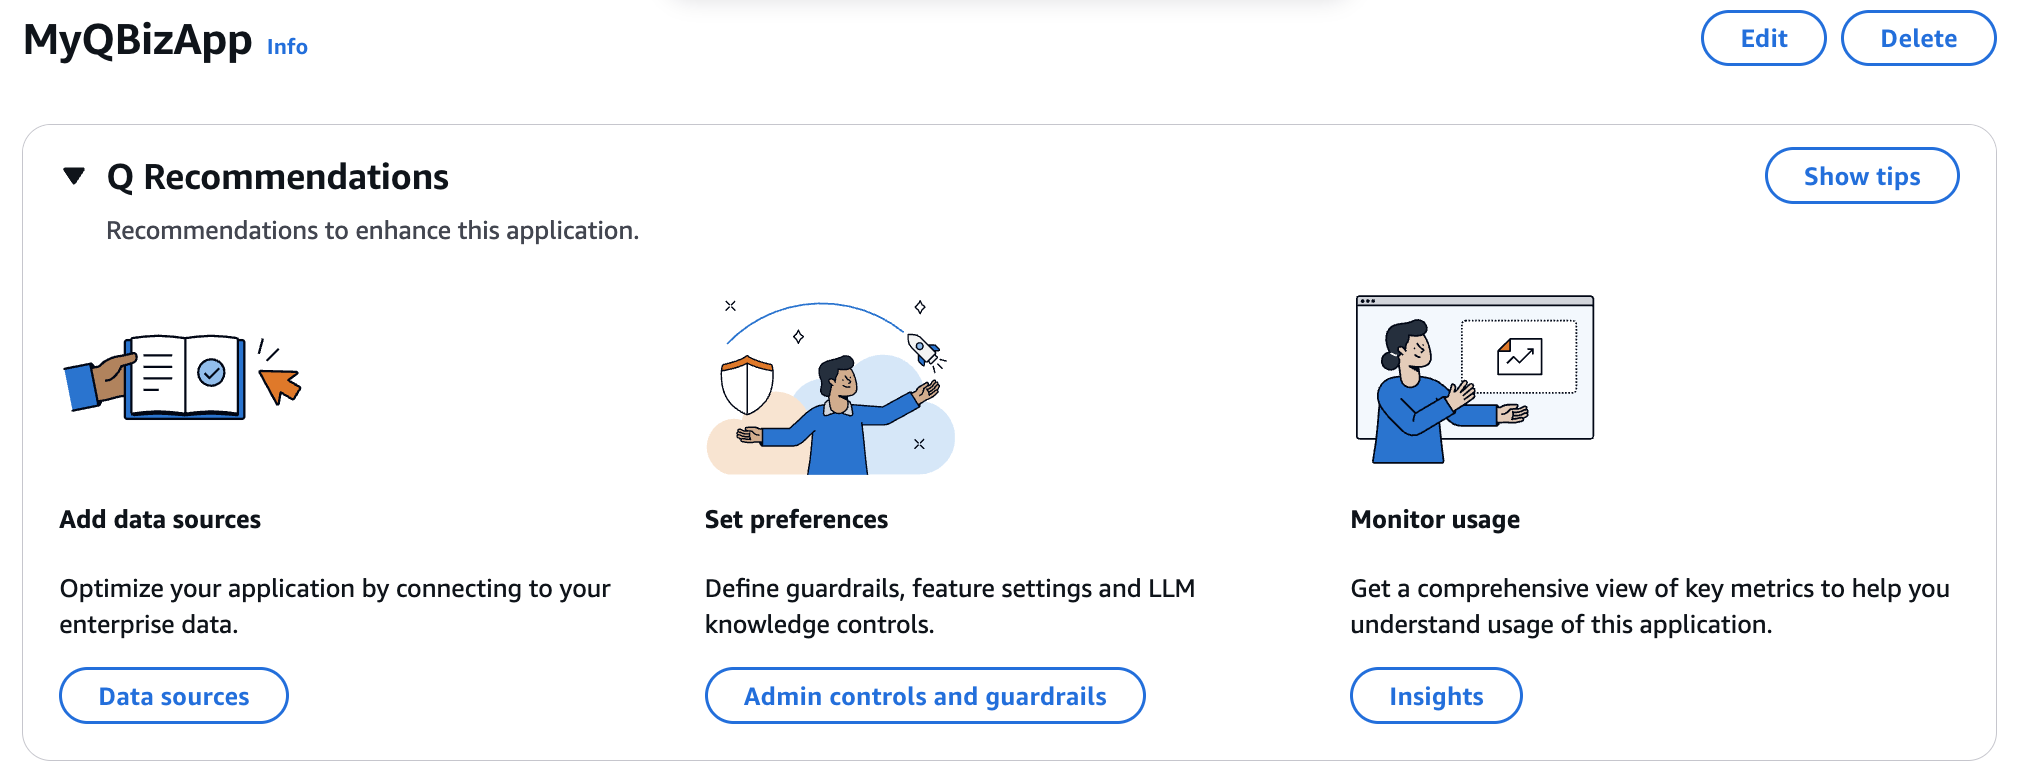 MyQBizApp Info
Edit
Delete
Q Recommendations
Show tips
Recommendations to enhance this application.
Add data sources
Optimize your application by connecting to your
enterprise data.
Data sources
Set preferences
Define guardrails, feature settings and LLM
knowledge controls.
Admin controls and guardrails
Monitor usage
Get a comprehensive view of key metrics to help you
understand usage of this application.
Insights